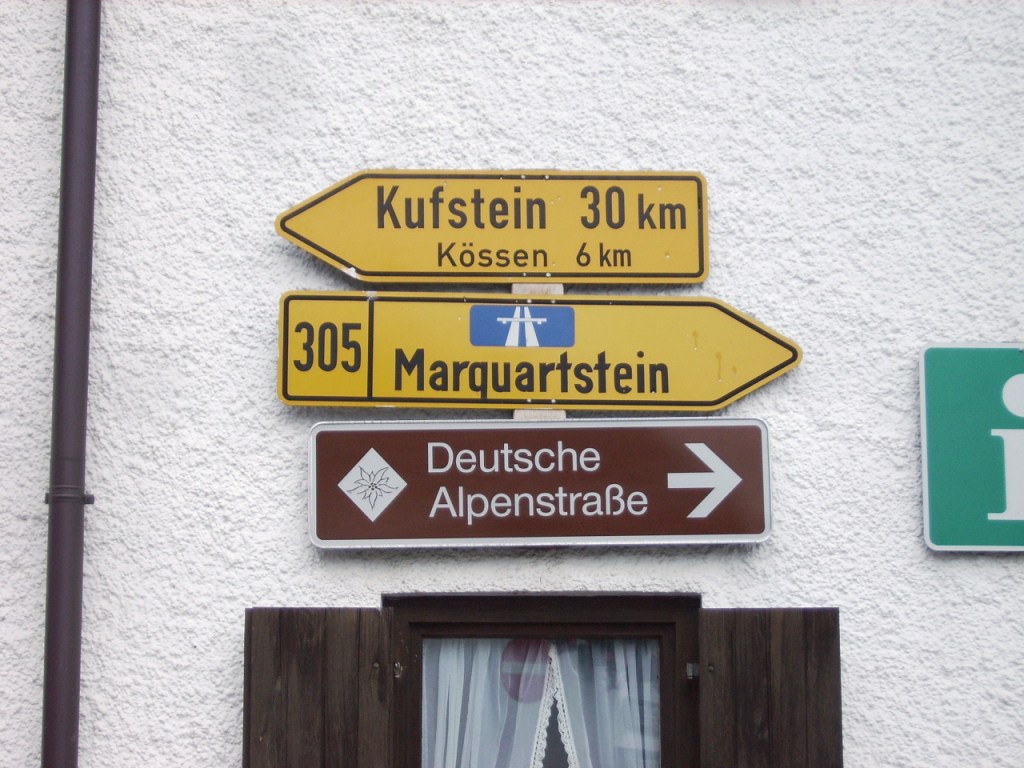 Kufstein 30 km
Kössen 6 km
305
Marquartstein
Deutsche
Alpenstraße
i